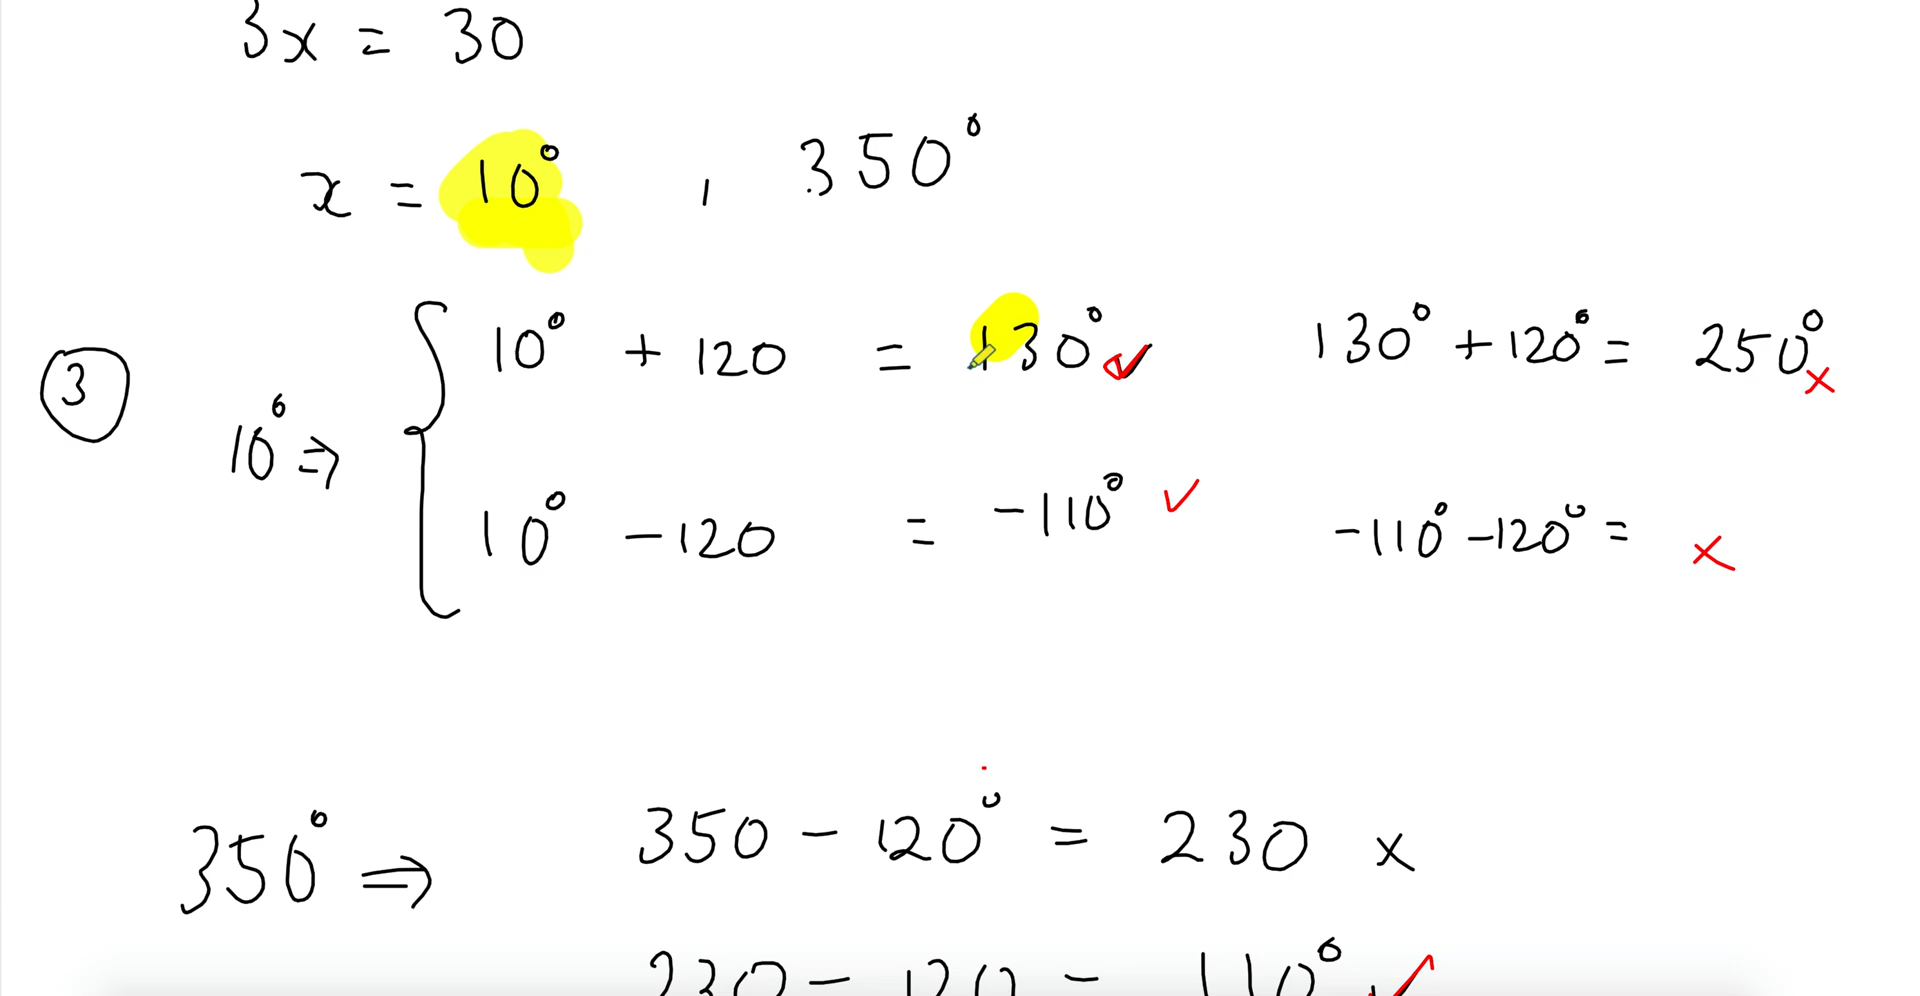 3x = 30
x = 10° , 350°
③ 10° ⇒ { 10° + 120 = 130° ✓ 130° + 120° = 250° ×
10° − 120 = −110° ✓ −110° − 120° = ×
350° ⇒ 350 − 120° = 230 ×
230 − 120 = 110° ✓